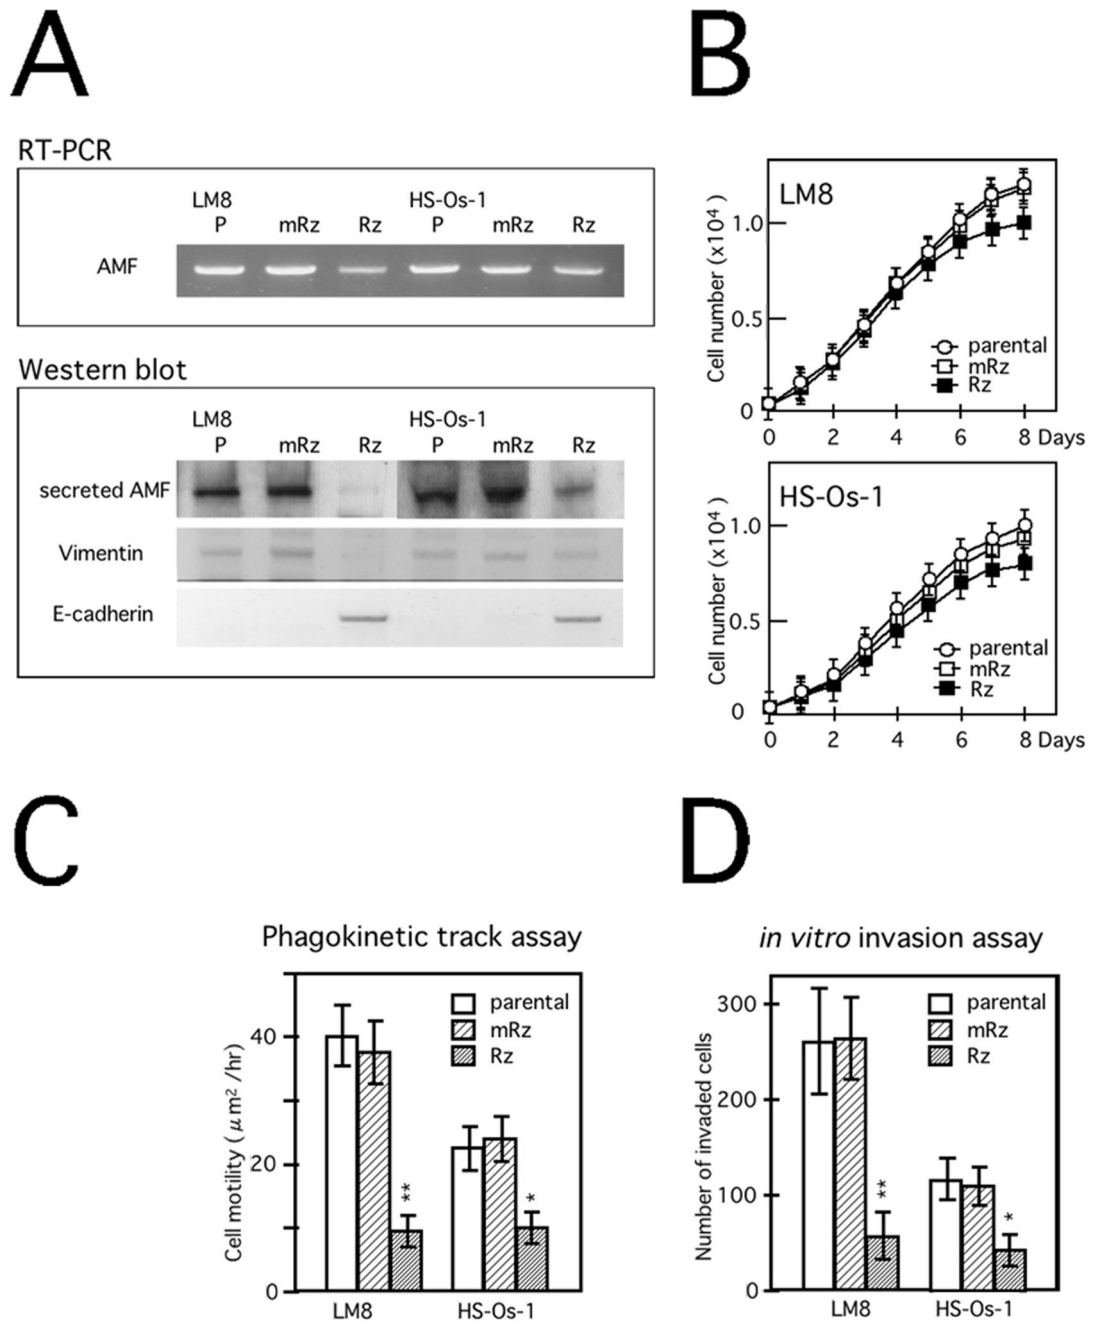 A
RT-PCR
LM8 HS-Os-1
P mRz Rz P mRz Rz
AMF
Western blot
LM8 HS-Os-1
P mRz Rz P mRz Rz
secreted AMF
Vimentin
E-cadherin
B
LM8
Cell number (x10⁴)
1.0
0.5
0
parental
mRz
Rz
0 2 4 6 8 Days
HS-Os-1
Cell number (x10⁴)
1.0
0.5
0
parental
mRz
Rz
0 2 4 6 8 Days
C
Phagokinetic track assay
Cell motility (μm² /hr)
40
20
0
parental
mRz
Rz
**
*
LM8 HS-Os-1
D
in vitro invasion assay
Number of invaded cells
300
200
100
0
parental
mRz
Rz
**
*
LM8 HS-Os-1